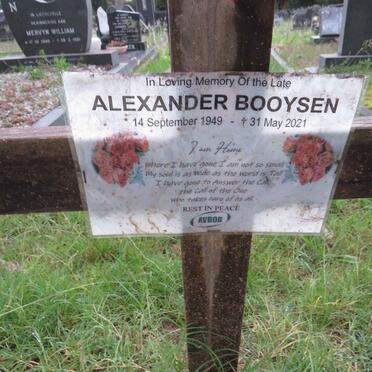 In Loving Memory Of the Late
ALEXANDER BOOYSEN
14 September 1949 - † 31 May 2021
I am Home
Where I have gone I am not so small
My soul is as Wide as the world is Tall
I have gone to Answer the Call
the Call of the One
Who takes care of us all
REST IN PEACE
AVBOB
MERVYN WILLIAM